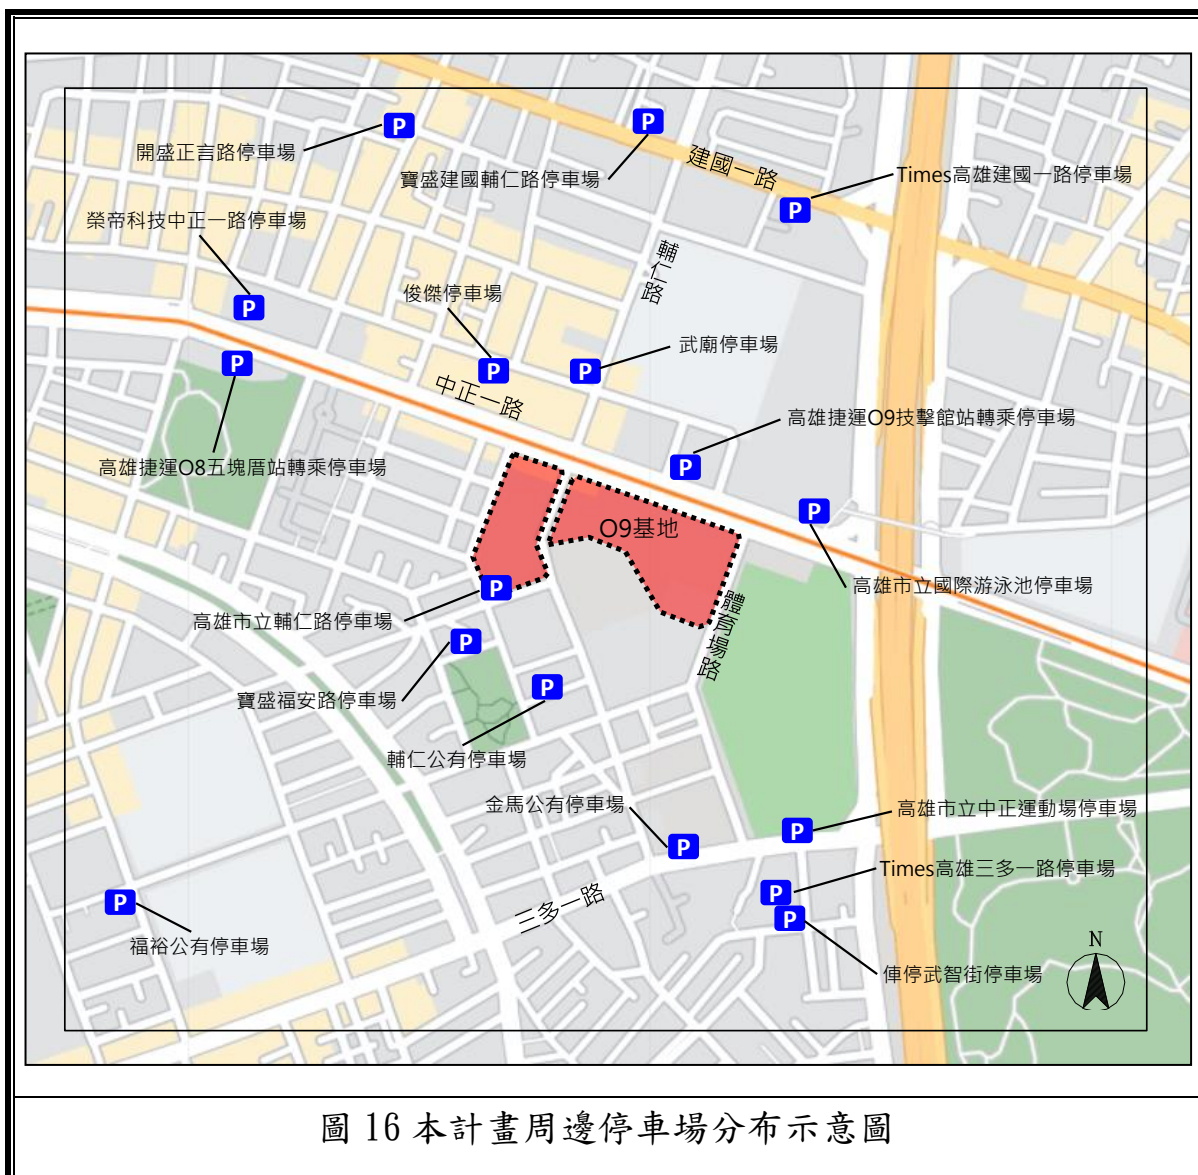 P
開盛正言路停車場
P
寶盛建國輔仁路停車場
建國一路
Times高雄建國一路停車場
P
榮帝科技中正一路停車場
P
輔仁路
俊傑停車場
P
武廟停車場
P
P
中正一路
高雄捷運O8五塊厝站轉乘停車場
高雄捷運O9技擊館站轉乘停車場
P
P
O9基地
高雄市立國際游泳池停車場
P
高雄市立輔仁路停車場
體育場路
P
寶盛福安路停車場
P
輔仁公有停車場
金馬公有停車場
P
高雄市立中正運動場停車場
P
Times高雄三多一路停車場
P
三多一路
P
福裕公有停車場
P
俥停武智街停車場
N
圖 16 本計畫周邊停車場分布示意圖